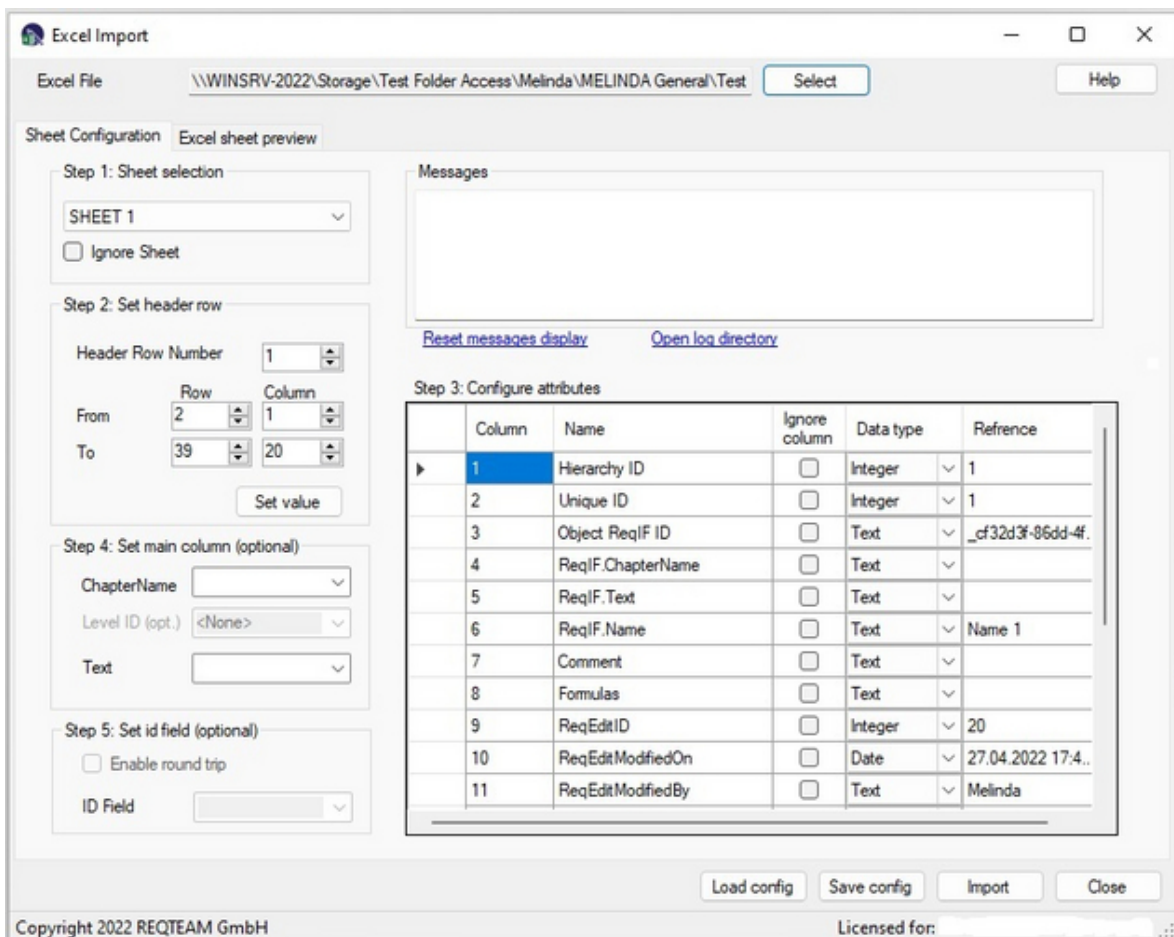 Excel Import
Excel File \\WINSRV-2022\Storage\Test Folder Access\Melinda\MELINDA General\Test Select Help
Sheet Configuration Excel sheet preview
Step 1: Sheet selection
SHEET 1
Ignore Sheet
Messages
Reset messages display Open log directory
Step 2: Set header row
Header Row Number 1
Row Column
From 2 1
To 39 20
Set value
Step 3: Configure attributes
Column Name Ignore column Data type Refrence
1 Hierarchy ID Integer 1
2 Unique ID Integer 1
3 Object ReqIF ID Text _cf32d3f-86dd-4f..
4 ReqIF.ChapterName Text
5 ReqIF.Text Text
6 ReqIF.Name Text Name 1
7 Comment Text
8 Formulas Text
9 ReqEditID Integer 20
10 ReqEditModifiedOn Date 27.04.2022 17:4..
11 ReqEditModifiedBy Text Melinda
Step 4: Set main column (optional)
ChapterName
Level ID (opt.) <None>
Text
Step 5: Set id field (optional)
Enable round trip
ID Field
Load config Save config Import Close
Copyright 2022 REQTEAM GmbH Licensed for: